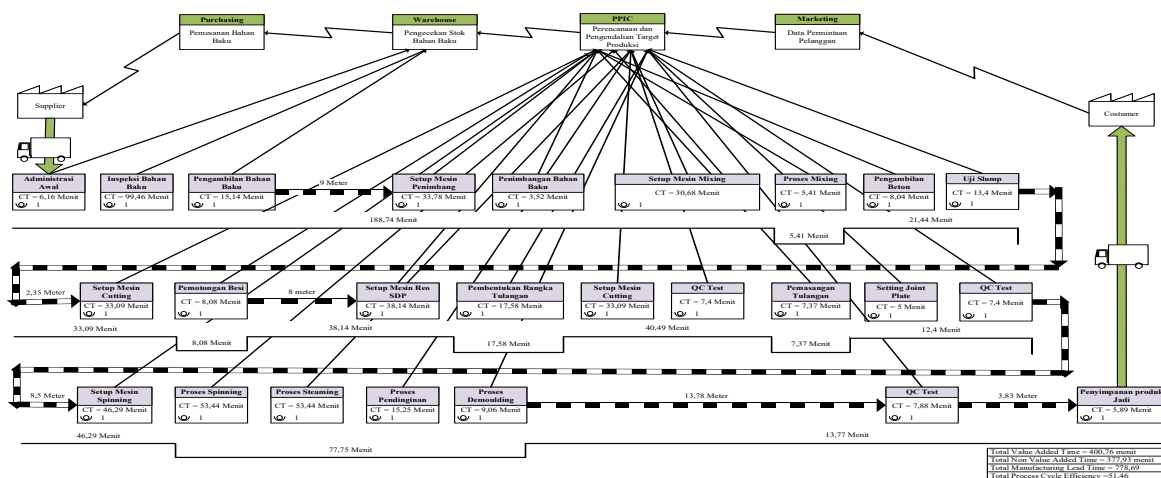 Purchasing
Pemesanan Bahan
Baku
Warehouse
Pengecekan Stok
Bahan Baku
PPIC
Perencanaan dan
Pengendalian Target
Produksi
Marketing
Data Permintaan
Pelanggan
Supplier
Costumer
Administrasi
Awal
CT = 6,16 Menit
1
Inspeksi Bahan
Baku
CT = 99,46 Menit
1
Pengambilan Bahan
Baku
CT = 15,14 Menit
1
9 Meter
Setup Mesin
Penimbang
CT = 33,78 Menit
1
Penimbangan Bahan
Baku
CT = 3,52 Menit
1
Setup Mesin Mixing
CT = 30,68 Menit
1
Proses Mixing
CT = 5,41 Menit
1
Pengambilan
Beton
CT = 8,04 Menit
1
Uji Slump
CT = 13,4 Menit
1
188,74 Menit
5,41 Menit
21,44 Menit
2,35 Meter
Setup Mesin
Cutting
CT = 33,09 Menit
1
Pemotongan Besi
CT = 8,08 Menit
1
8 meter
Setup Mesin Reo
SDP
CT = 38,14 Menit
1
Pembentukan Rangka
Tulangan
CT = 17,58 Menit
1
Setup Mesin
Cutting
CT = 33,09 Menit
1
QC Test
CT = 7,4 Menit
1
Pemasangan
Tulangan
CT = 7,37 Menit
1
Setting Joint
Plate
CT = 5 Menit
1
QC Test
CT = 7,4 Menit
1
33,09 Menit
8,08 Menit
38,14 Menit
17,58 Menit
40,49 Menit
7,37 Menit
12,4 Menit
8,5 Meter
Setup Mesin
Spinning
CT = 46,29 Menit
1
Proses Spinning
CT = 53,44 Menit
1
Proses Steaming
CT = 53,44 Menit
1
Proses
Pendinginan
CT = 15,25 Menit
1
Proses
Demoulding
CT = 9,06 Menit
1
13,78 Meter
QC Test
CT = 7,88 Menit
1
3,83 Meter
Penyimpanan produk
Jadi
CT = 5,89 Menit
1
46,29 Menit
77,75 Menit
13,77 Menit
Total Value Added Time = 400,76 menit
Total Non Value Added Time = 377,93 menit
Total Manufacturing Lead Time = 778,69
Total Process Cycle Efficiency =51,46